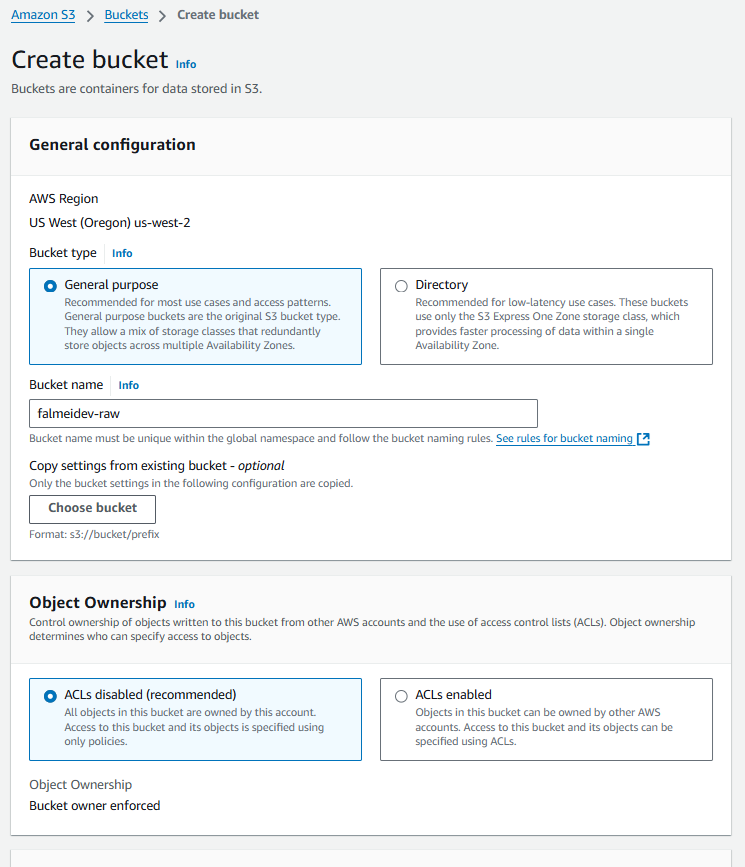 Amazon S3 > Buckets > Create bucket
Create bucket Info
Buckets are containers for data stored in S3.
General configuration
AWS Region
US West (Oregon) us-west-2
Bucket type Info
General purpose
Recommended for most use cases and access patterns.
General purpose buckets are the original S3 bucket type.
They allow a mix of storage classes that redundantly
store objects across multiple Availability Zones.
Directory
Recommended for low-latency use cases. These buckets
use only the S3 Express One Zone storage class, which
provides faster processing of data within a single
Availability Zone.
Bucket name Info
falmeidev-raw
Bucket name must be unique within the global namespace and follow the bucket naming rules. See rules for bucket naming
Copy settings from existing bucket - optional
Only the bucket settings in the following configuration are copied.
Choose bucket
Format: s3://bucket/prefix
Object Ownership Info
Control ownership of objects written to this bucket from other AWS accounts and the use of access control lists (ACLs). Object ownership
determines who can specify access to objects.
ACLs disabled (recommended)
All objects in this bucket are owned by this account.
Access to this bucket and its objects is specified using
only policies.
ACLs enabled
Objects in this bucket can be owned by other AWS
accounts. Access to this bucket and its objects can be
specified using ACLs.
Object Ownership
Bucket owner enforced